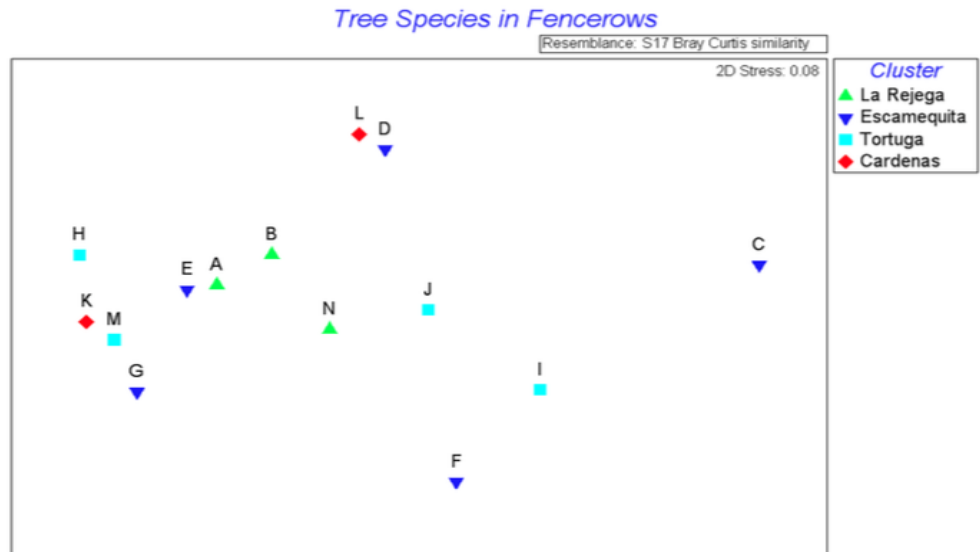 Tree Species in Fencerows
Resemblance: S17 Bray Curtis similarity
2D Stress: 0.08
Cluster
La Rejega
Escamequita
Tortuga
Cardenas
L
D
H
B
C
E
A
K
M
N
J
G
I
F